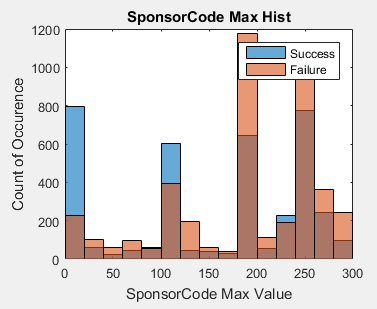 SponsorCode Max Hist
1200
1000
800
600
400
200
0
Count of Occurence
Success
Failure
0 50 100 150 200 250 300
SponsorCode Max Value